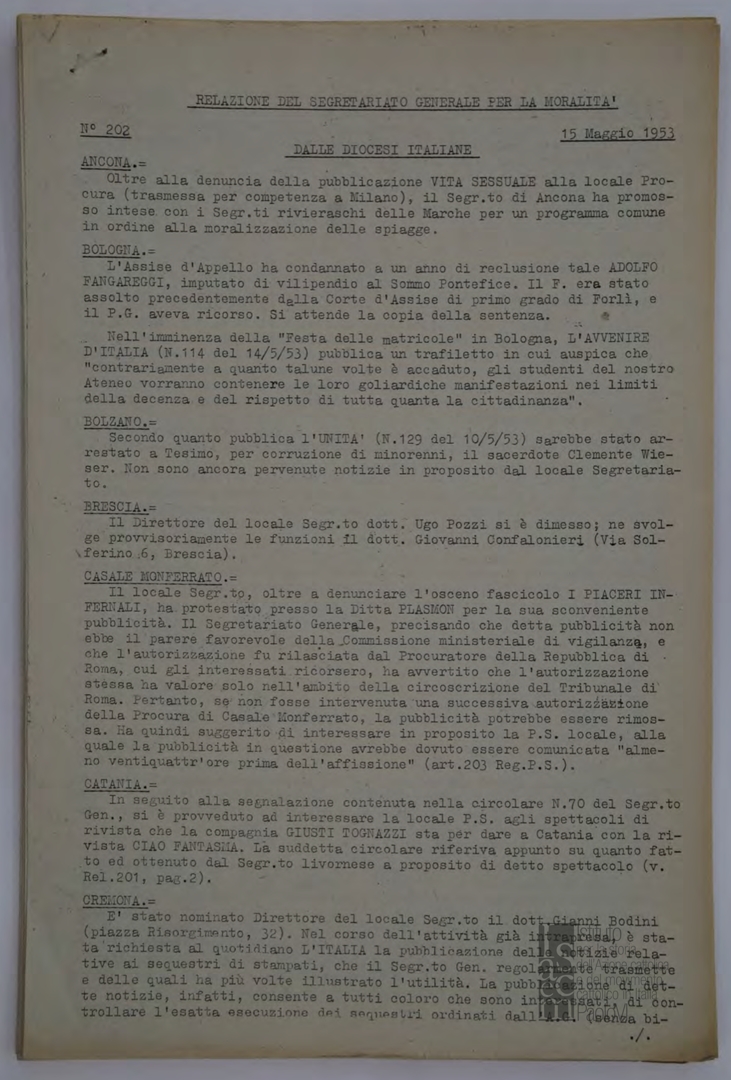 RELAZIONE DEL SEGRETARIATO GENERALE PER LA MORALITA'
N° 202
15 Maggio 1953
DALLE DIOCESI ITALIANE
ANCONA.=
Oltre alla denuncia della pubblicazione VITA SESSUALE alla locale Pro-
cura (trasmessa per competenza a Milano), il Segr.to di Ancona ha promos-
so intese con i Segr.ti rivieraschi delle Marche per un programma comune
in ordine alla moralizzazione delle spiagge.
BOLOGNA.=
L'Assise d'Appello ha condannato a un anno di reclusione tale ADOLFO
FANGAREGGI, imputato di vilipendio al Sommo Pontefice. Il F. era stato
assolto precedentemente dalla Corte d'Assise di primo grado di Forlì, e
il P.G. aveva ricorso. Si attende la copia della sentenza.
Nell'imminenza della "Festa delle matricole" in Bologna, L'AVVENIRE
D'ITALIA (N.114 del 14/5/53) pubblica un trafiletto in cui auspica che
"contrariamente a quanto talune volte è accaduto, gli studenti del nostro
Ateneo vorranno contenere le loro goliardiche manifestazioni nei limiti
della decenza e del rispetto di tutta quanta la cittadinanza".
BOLZANO.=
Secondo quanto pubblica l'UNITA' (N.129 del 10/5/53) sarebbe stato ar-
restato a Tesimo, per corruzione di minorenni, il sacerdote Clemente Wie-
ser. Non sono ancora pervenute notizie in proposito dal locale Segretaria-
to.
BRESCIA.=
Il Direttore del locale Segr.to dott. Ugo Pozzi si è dimesso; ne svol-
ge provvisoriamente le funzioni il dott. Giovanni Confalonieri (Via Sol-
ferino 6, Brescia).
CASALE MONFERRATO.=
Il locale Segr.to, oltre a denunciare l'osceno fascicolo I PIACERI IN-
FERNALI, ha protestato presso la Ditta PLASMON per la sua sconveniente
pubblicità. Il Segretariato Generale, precisando che detta pubblicità non
ebbe il parere favorevole della Commissione ministeriale di vigilanza, e
che l'autorizzazione fu rilasciata dal Procuratore della Repubblica di
Roma, cui gli interessati ricorsero, ha avvertito che l'autorizzazione
stessa ha valore solo nell'ambito della circoscrizione del Tribunale di
Roma. Pertanto, se non fosse intervenuta una successiva autorizzazione
della Procura di Casale Monferrato, la pubblicità potrebbe essere rimos-
sa. Ha quindi suggerito di interessare in proposito la P.S. locale, alla
quale la pubblicità in questione avrebbe dovuto essere comunicata "alme-
no ventiquattr'ore prima dell'affissione" (art.203 Reg.P.S.).
CATANIA.=
In seguito alla segnalazione contenuta nella circolare N.70 del Segr.to
Gen., si è provveduto ad interessare la locale P.S. agli spettacoli di
rivista che la compagnia GIUSTI TOGNAZZI sta per dare a Catania con la ri-
vista CIAO FANTASMA. La suddetta circolare riferiva appunto su quanto fat-
to ed ottenuto dal Segr.to livornese a proposito di detto spettacolo (v.
Rel.201, pag.2).
CREMONA.=
E' stato nominato Direttore del locale Segr.to il dott.Gianni Bodini
(piazza Risorgimento, 32). Nel corso dell'attività già intrapresa, è sta-
ta richiesta al quotidiano L'ITALIA la pubblicazione delle notizie rela-
tive ai sequestri di stampati, che il Segr.to Gen. regolarmente trasmette
e delle quali ha più volte illustrato l'utilità. La pubblicazione di det-
te notizie, infatti, consente a tutti coloro che sono interessati, di con-
trollare l'esatta esecuzione dei sequestri ordinati dall'A.G. (senza bi-
./.